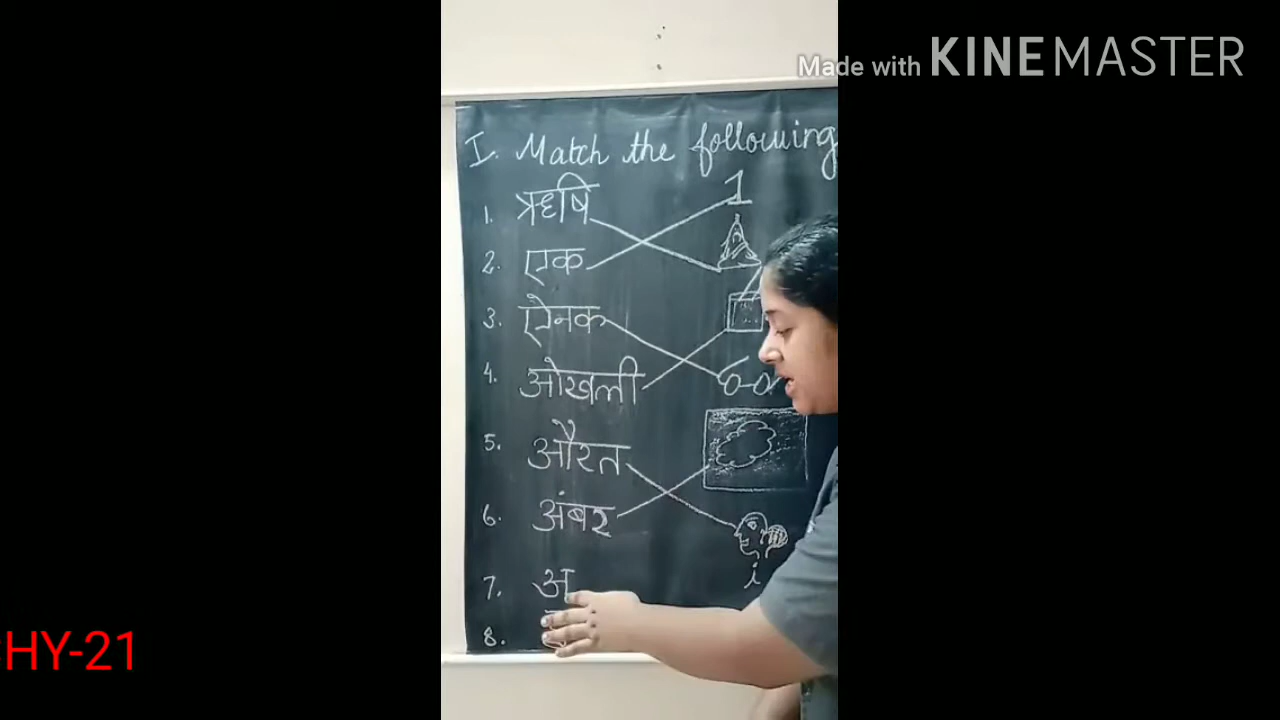 Made with KINEMASTER
I. Match the following
1. ऋषि 1
2. एक
3. ऐनक
4. ओखली
5. औरत
6. अंबर
7. अ i
8.
HY-21